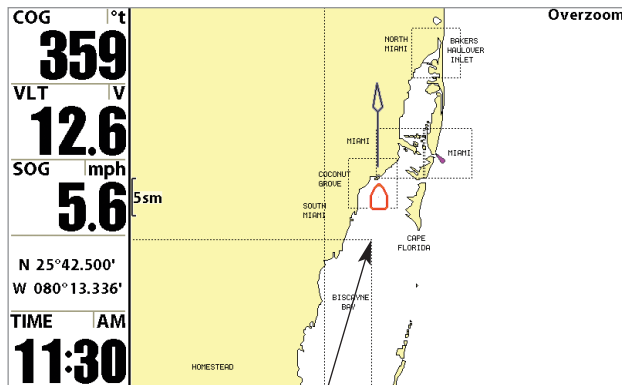 COG °t
359
VLT V
12.6
SOG mph
5.6
N 25°42.500'
W 080°13.336'
TIME AM
11:30
5sm
Overzoom
NORTH
MIAMI
BAKERS
HAULOVER
INLET
MIAMI
MIAMI
COCONUT
GROVE
SOUTH
MIAMI
CAPE
FLORIDA
BISCAYNE
BAY
HOMESTEAD